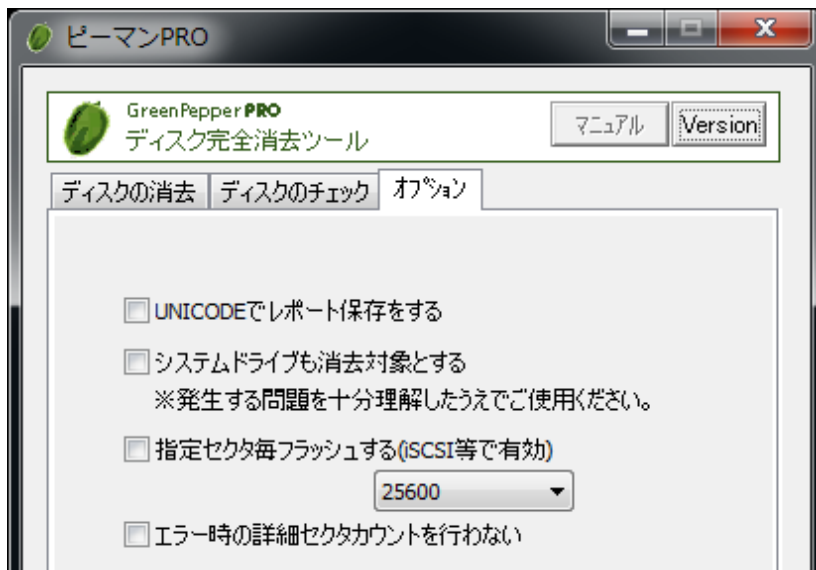 ピーマンPRO
GreenPepper PRO
ディスク完全消去ツール
マニュアル
Version
ディスクの消去
ディスクのチェック
オプション
UNICODEでレポート保存をする
システムドライブも消去対象とする
※発生する問題を十分理解したうえでご使用ください。
指定セクタ毎フラッシュする(iSCSI等で有効)
25600
エラー時の詳細セクタカウントを行わない